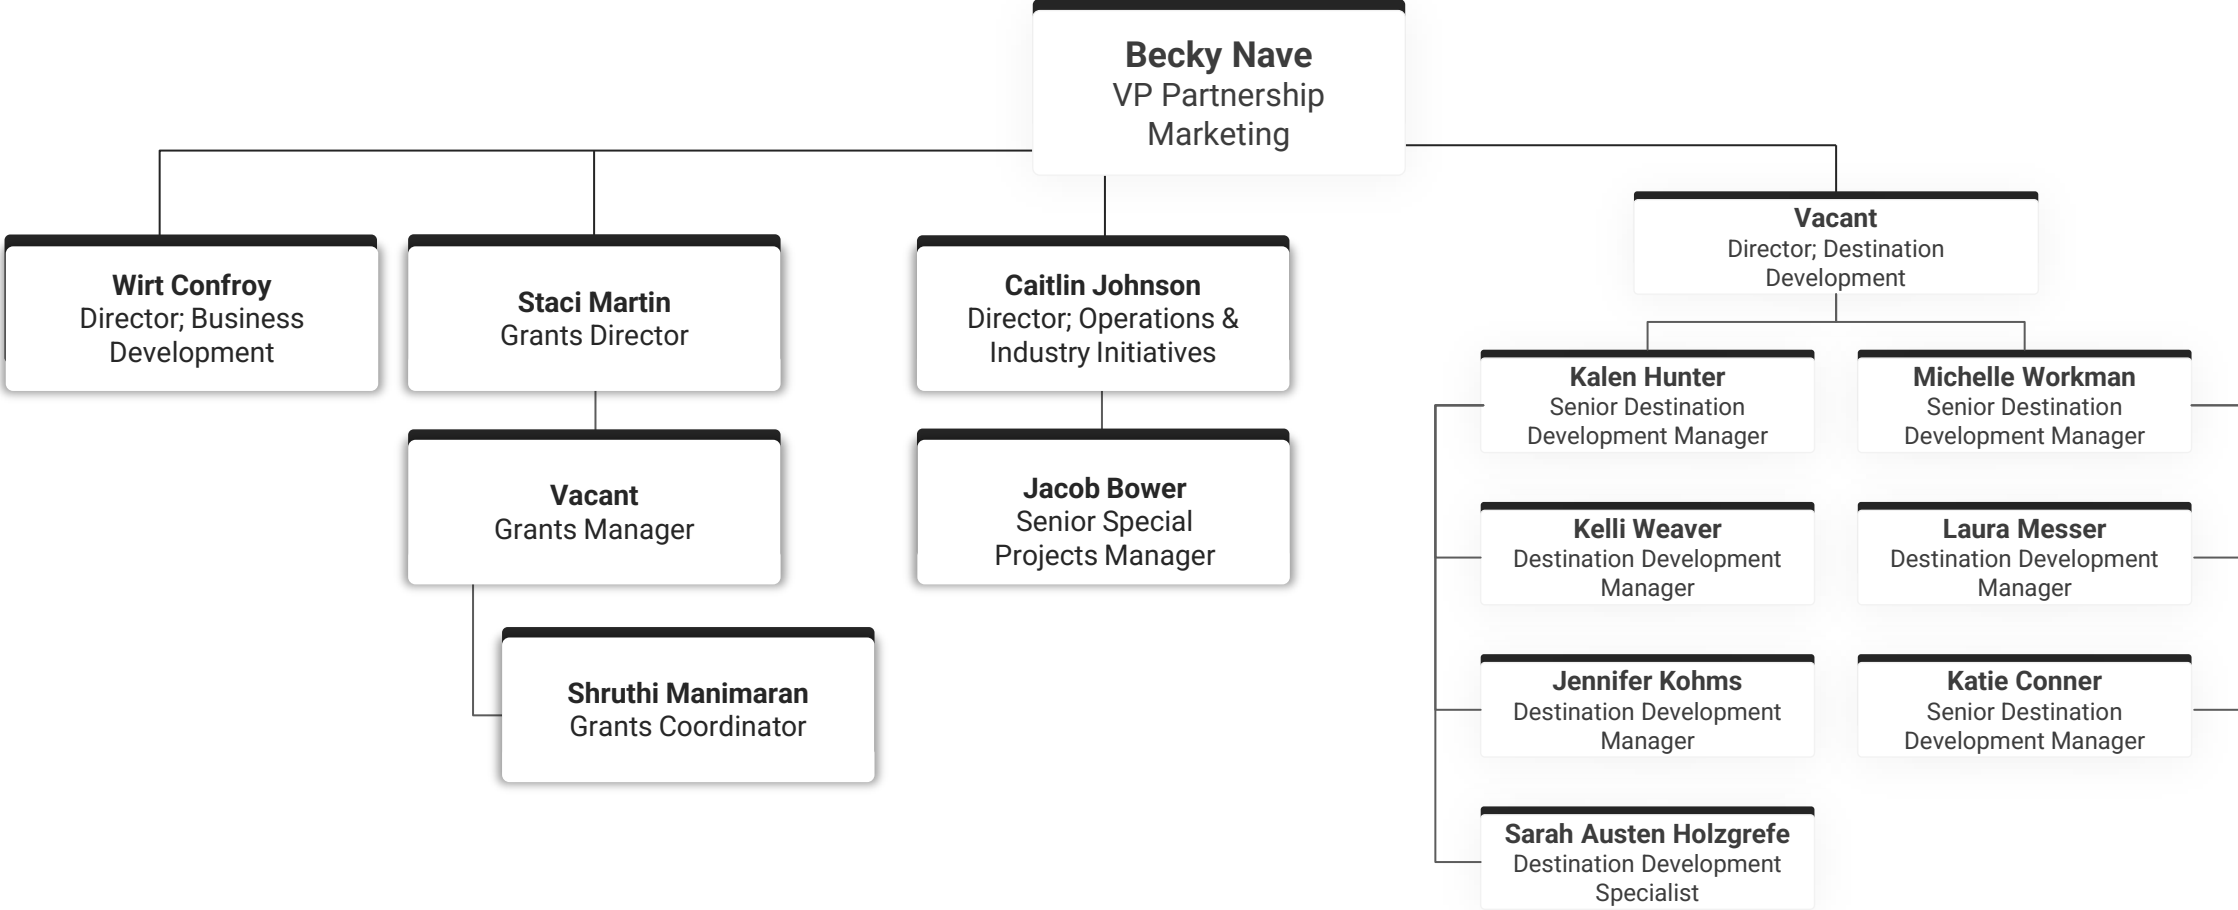 Becky Nave
VP Partnership
Marketing
Wirt Confroy
Director; Business
Development
Staci Martin
Grants Director
Caitlin Johnson
Director; Operations &
Industry Initiatives
Vacant
Director; Destination
Development
Vacant
Grants Manager
Shruthi Manimaran
Grants Coordinator
Jacob Bower
Senior Special
Projects Manager
Kalen Hunter
Senior Destination
Development Manager
Kelli Weaver
Destination Development
Manager
Jennifer Kohms
Destination Development
Manager
Sarah Austen Holzgrefe
Destination Development
Specialist
Michelle Workman
Senior Destination
Development Manager
Laura Messer
Destination Development
Manager
Katie Conner
Senior Destination
Development Manager